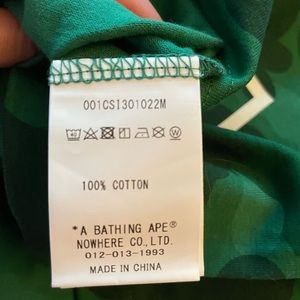 001CSI301022M
100% COTTON
*A BATHING APE®
NOWHERE CO.,LTD.
012-013-1993
MADE IN CHINA